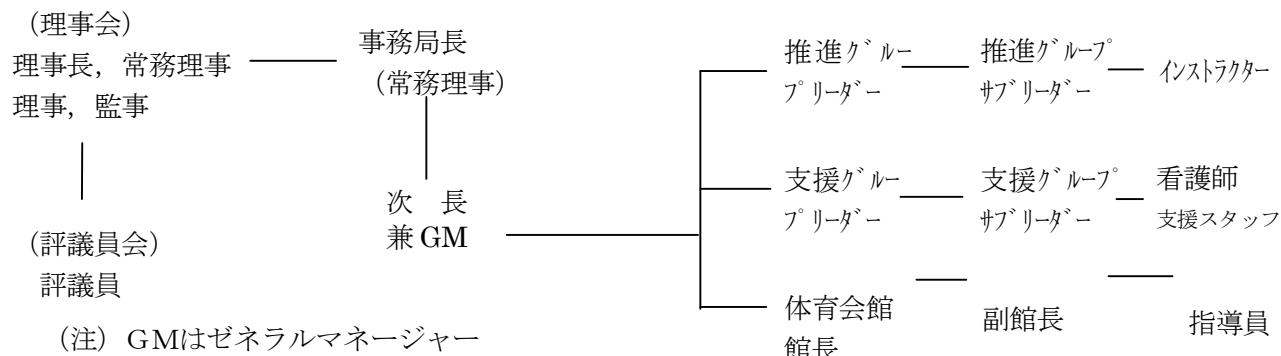 （理事会）
理事長，常務理事
理事，監事
事務局長
（常務理事）
推進ｸﾞﾙｰ
ﾌﾟﾘｰﾀﾞｰ
推進ｸﾞﾙｰﾌﾟ
ｻﾌﾞﾘｰﾀﾞｰ
ｲﾝｽﾄﾗｸﾀｰ
次　長
兼 GM
支援ｸﾞﾙｰ
ﾌﾟﾘｰﾀﾞｰ
支援ｸﾞﾙｰﾌﾟ
ｻﾌﾞﾘｰﾀﾞｰ
看護師
支援スタッフ
（評議員会）
評議員
体育会館
館長
副館長
指導員
（注）ＧＭはゼネラルマネージャー